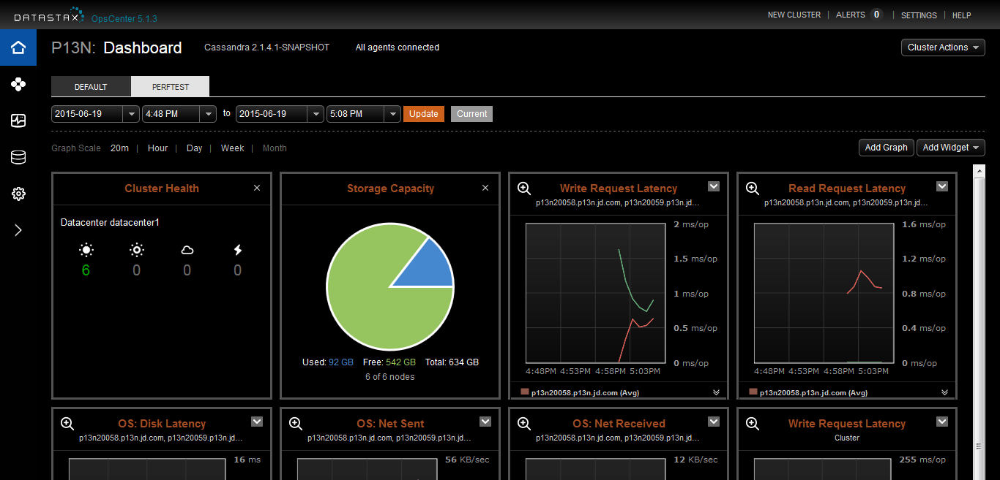 DATASTAX OpsCenter 5.1.3
NEW CLUSTER | ALERTS 0 | SETTINGS | HELP
P13N: Dashboard Cassandra 2.1.4.1-SNAPSHOT All agents connected
Cluster Actions
DEFAULT PERFTEST
2015-06-19 4:48 PM to 2015-06-19 5:08 PM Update Current
Graph Scale 20m | Hour | Day | Week | Month
Add Graph Add Widget
Cluster Health
Datacenter datacenter1
6 0 0 0
Storage Capacity
Used: 92 GB Free: 542 GB Total: 634 GB
6 of 6 nodes
Write Request Latency
p13n20058.p13n.jd.com, p13n20059.p13n.jd...
2 ms/op
1.5 ms/op
1 ms/op
0.5 ms/op
0 ms/op
4:48PM 4:53PM 4:58PM 5:03PM
p13n20058.p13n.jd.com (Avg)
Read Request Latency
p13n20058.p13n.jd.com, p13n20059.p13n.jd...
1.6 ms/op
1.2 ms/op
0.8 ms/op
0.4 ms/op
0 ms/op
4:48PM 4:53PM 4:58PM 5:03PM
p13n20058.p13n.jd.com (Avg)
OS: Disk Latency
p13n20058.p13n.jd.com, p13n20059.p13n.jd...
16 ms
OS: Net Sent
p13n20058.p13n.jd.com, p13n20059.p13n.jd...
56 KB/sec
OS: Net Received
p13n20058.p13n.jd.com, p13n20059.p13n.jd...
12 KB/sec
Write Request Latency
Cluster
255 ms/op